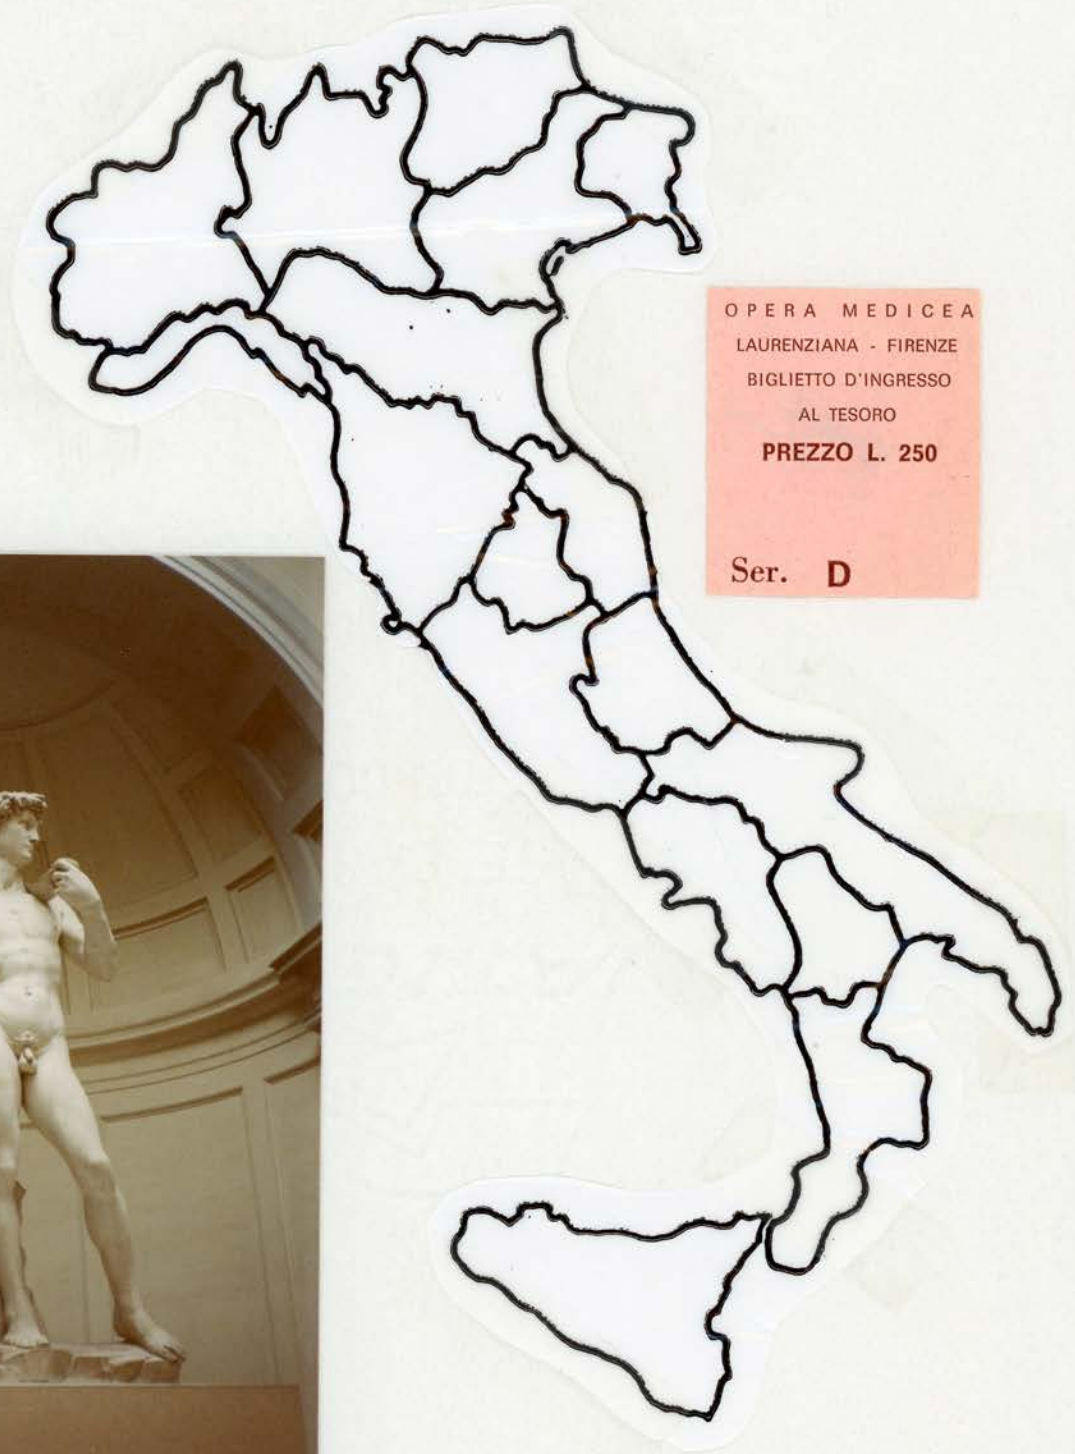 OPERA MEDICEA
LAURENZIANA - FIRENZE
BIGLIETTO D'INGRESSO
AL TESORO
PREZZO L. 250
Ser. D